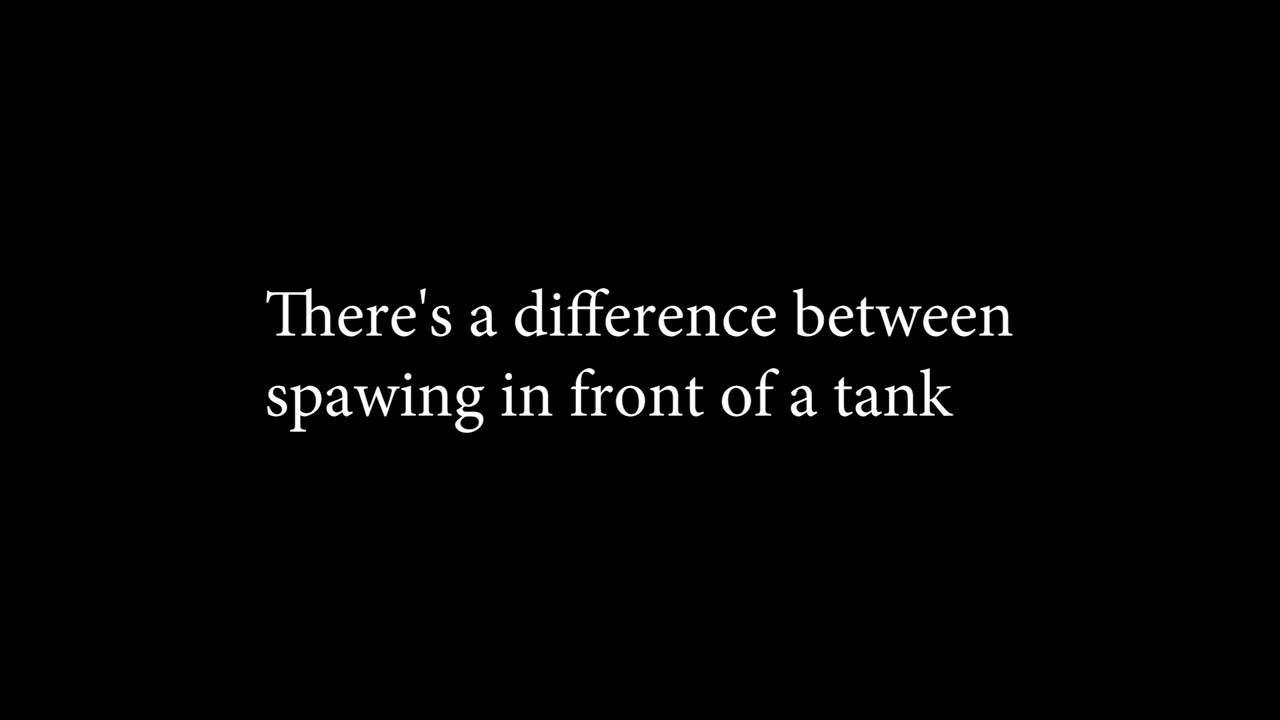 There's a difference between
spawing in front of a tank